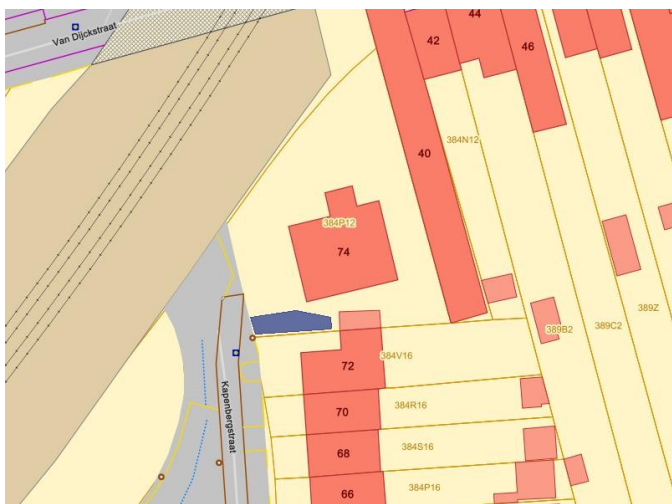 Van Dijckstraat
44
42
46
384N12
40
384P12
74
389Z
389C2
389B2
384V16
72
384R16
70
Kapenbergstraat
384S16
68
384P16
66